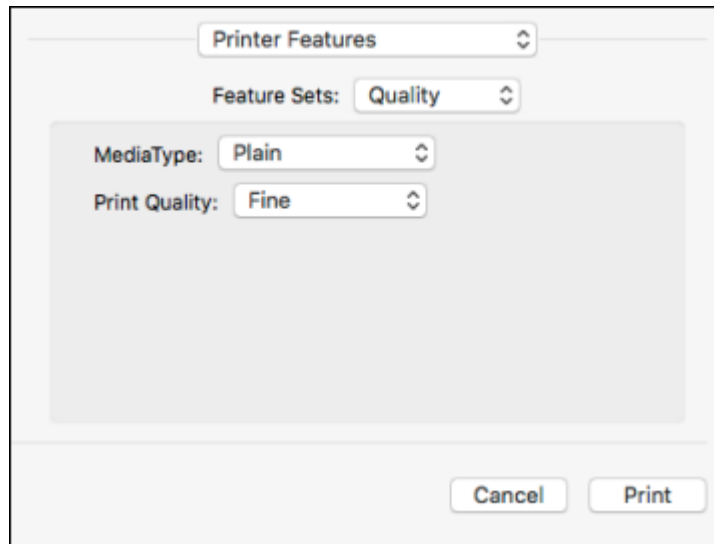 Printer Features
Feature Sets: Quality
MediaType: Plain
Print Quality: Fine
Cancel Print